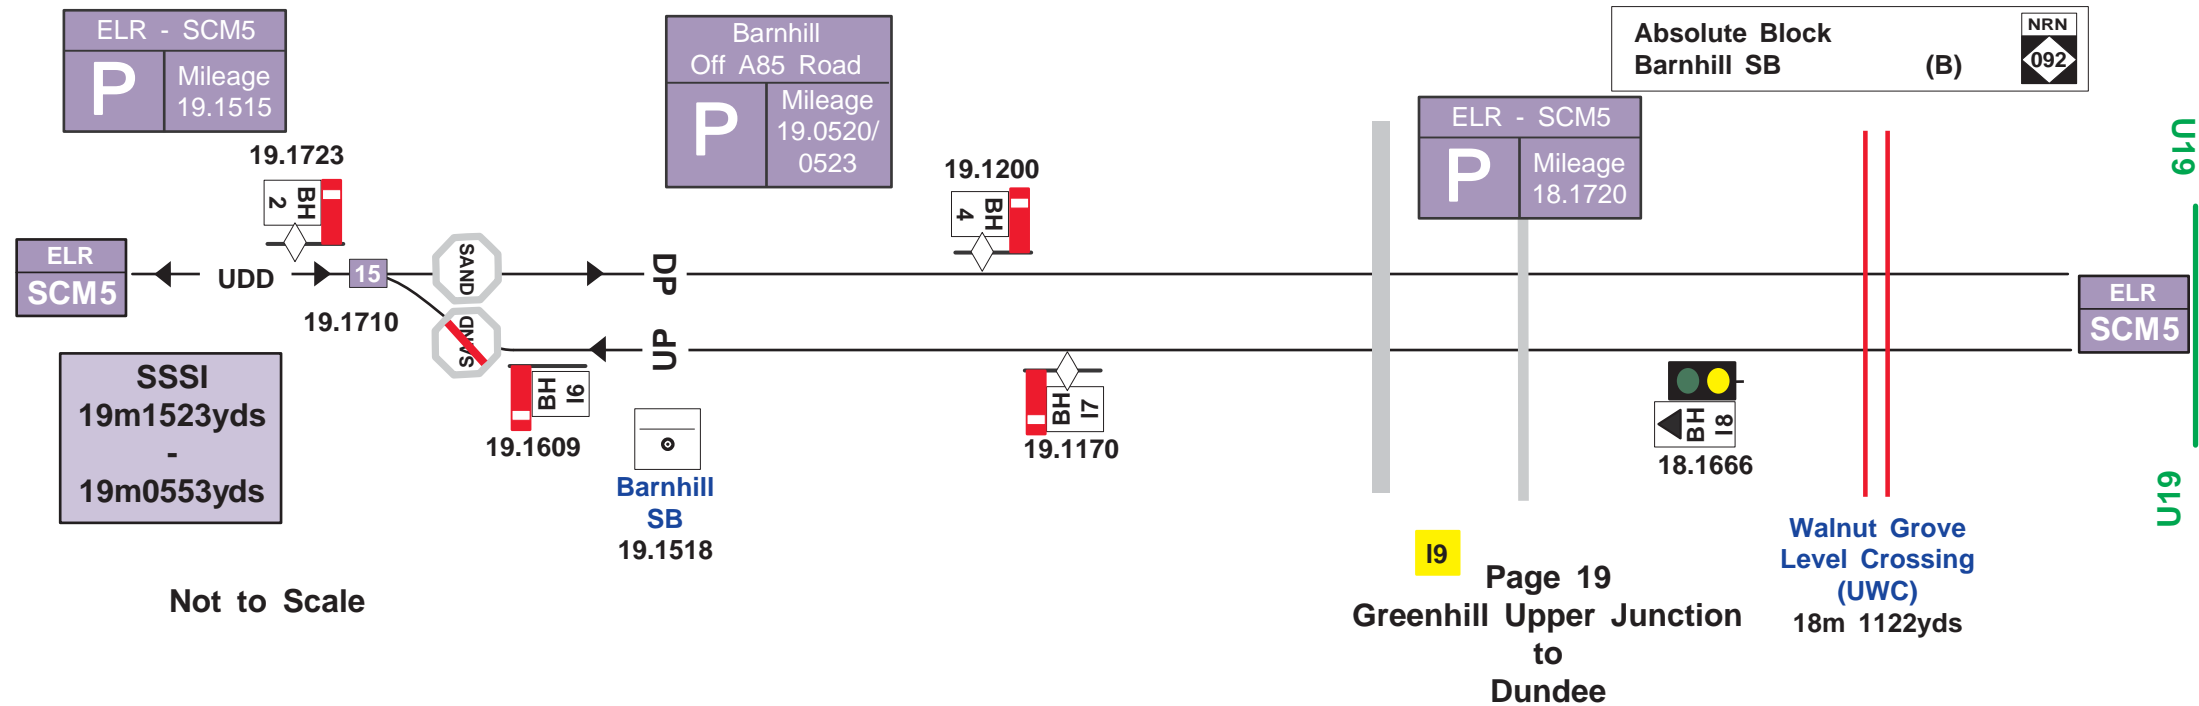 ELR - SCM5
P
Mileage
19.1515
Barnhill
Off A85 Road
P
Mileage
19.0520/
0523
Absolute Block
Barnhill SB (B)
NRN
092
ELR - SCM5
P
Mileage
18.1720
U19
19.1723
BH
2
19.1200
BH
4
ELR
SCM5
UDD
15
SAND
DP
19.1710
SAND
UP
ELR
SCM5
SSSI
19m1523yds
-
19m0553yds
BH
I6
19.1609
Barnhill
SB
19.1518
BH
I7
19.1170
BH
I8
18.1666
U19
Walnut Grove
Level Crossing
(UWC)
18m 1122yds
I9
Page 19
Greenhill Upper Junction
to
Dundee
Not to Scale